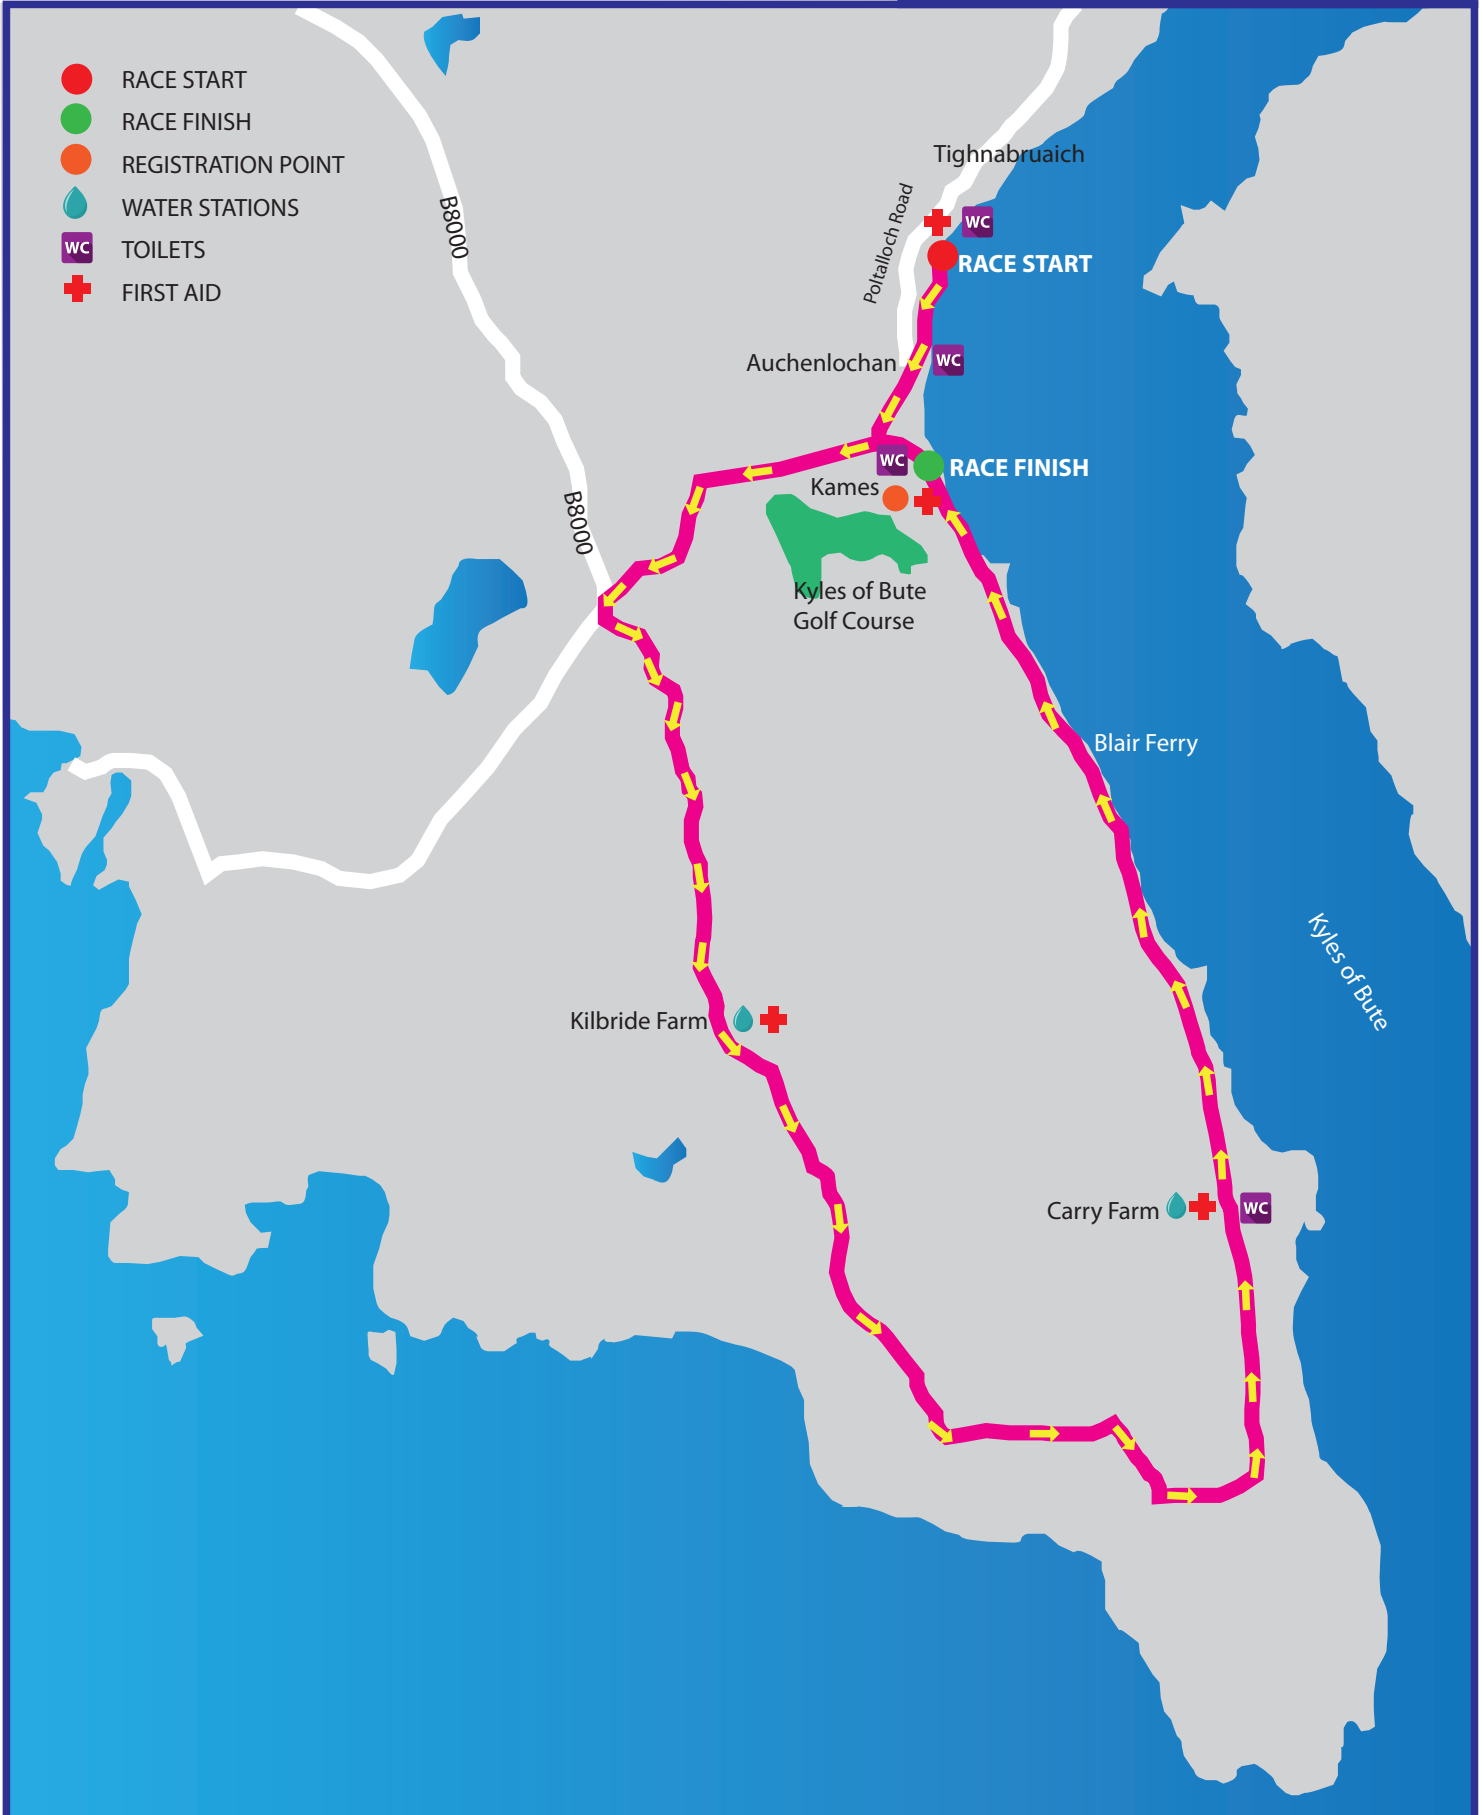 RACE START
RACE FINISH
REGISTRATION POINT
WATER STATIONS
WC
TOILETS
FIRST AID
B8000
Tighnabruaich
Poltalloch Road
WC
RACE START
Auchenlochan
WC
WC
RACE FINISH
Kames
B8000
Kyles of Bute
Golf Course
Blair Ferry
Kyles of Bute
Kilbride Farm
Carry Farm
WC